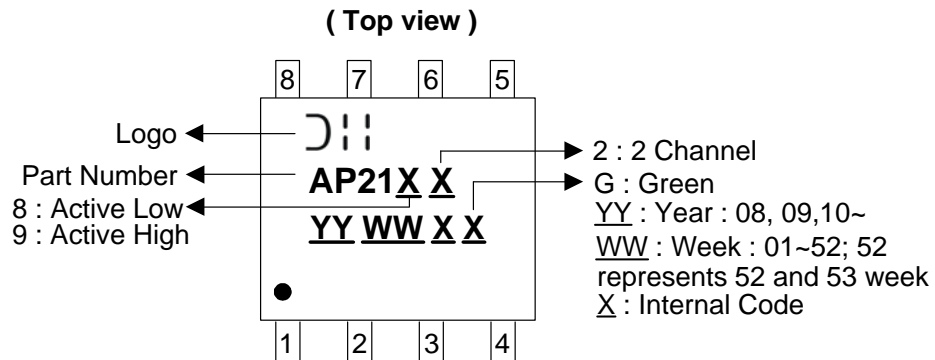 ( Top view )
8 7 6 5
Logo
Part Number
8 : Active Low
9 : Active High
AP21X X
YY WW X X
2 : 2 Channel
G : Green
YY : Year : 08, 09,10~
WW : Week : 01~52; 52
represents 52 and 53 week
X : Internal Code
1 2 3 4